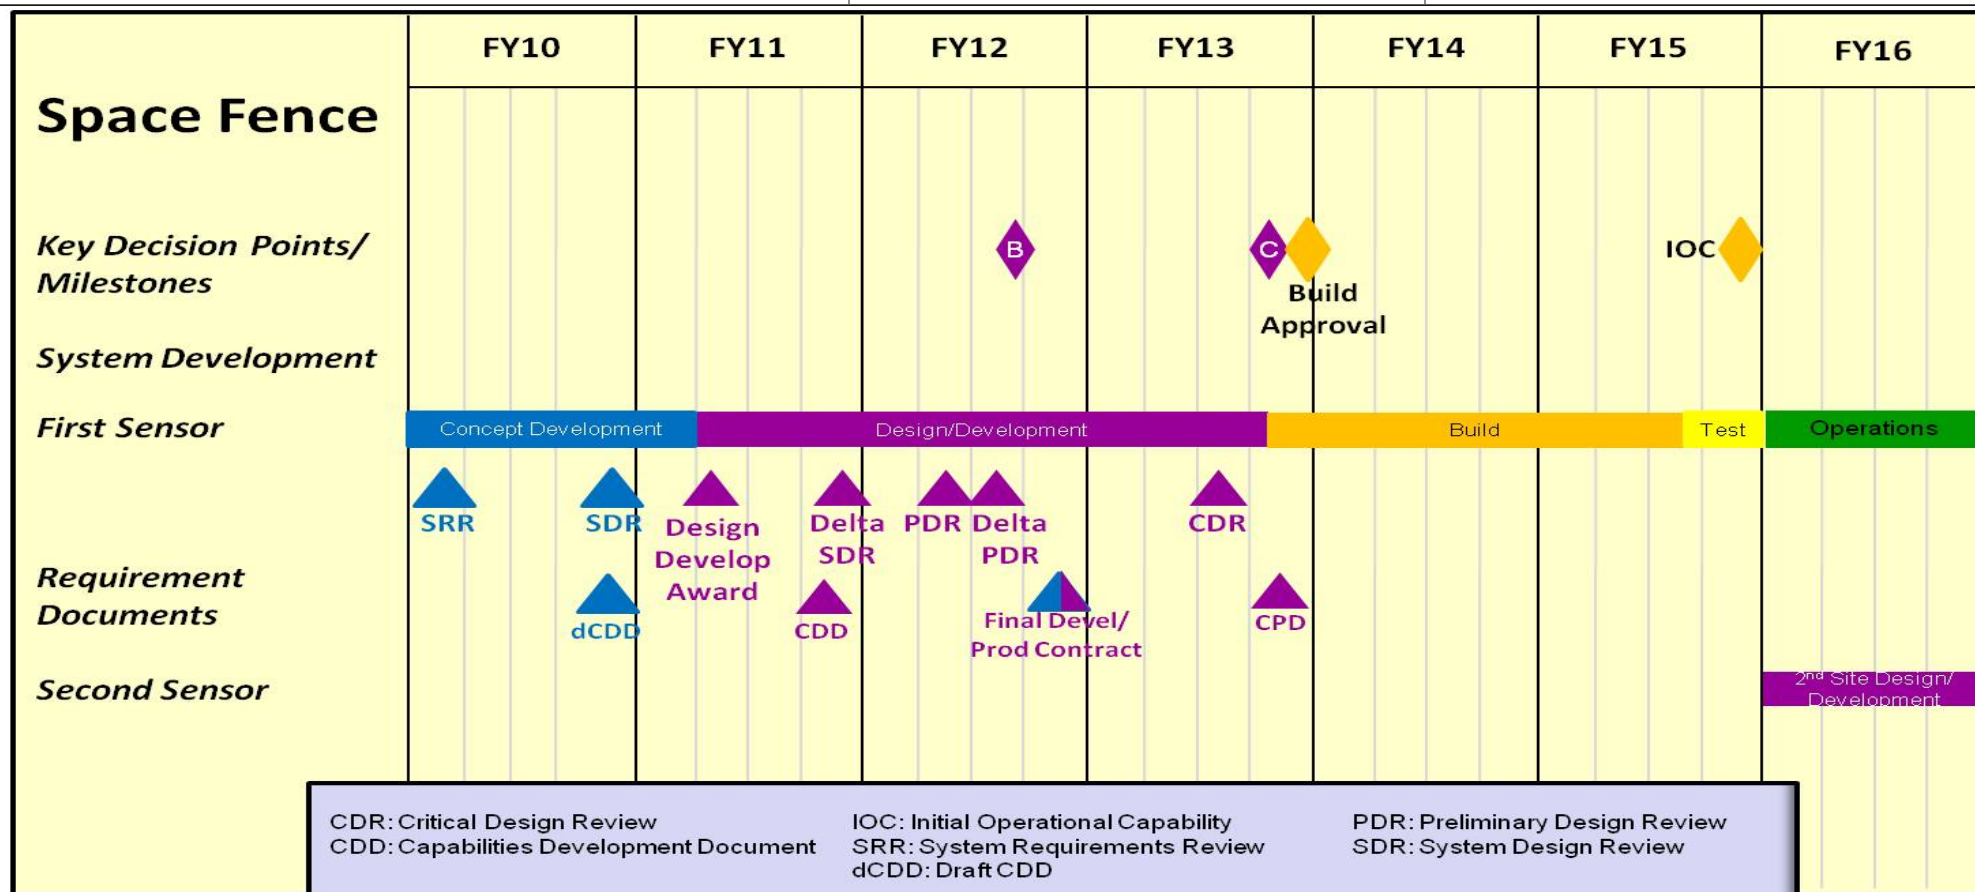 FY10 FY11 FY12 FY13 FY14 FY15 FY16
Space Fence
Key Decision Points/
Milestones
B
C
IOC
Build
Approval
System Development
First Sensor
Concept Development
Design/Development
Build
Test
Operations
SRR
SDR
Design
Develop
Award
Delta
SDR
PDR
Delta
PDR
CDR
Requirement
Documents
dCDD
CDD
Final Devel/
Prod Contract
CPD
Second Sensor
2nd Site Design/
Development
CDR: Critical Design Review
CDD: Capabilities Development Document
IOC: Initial Operational Capability
SRR: System Requirements Review
dCDD: Draft CDD
PDR: Preliminary Design Review
SDR: System Design Review